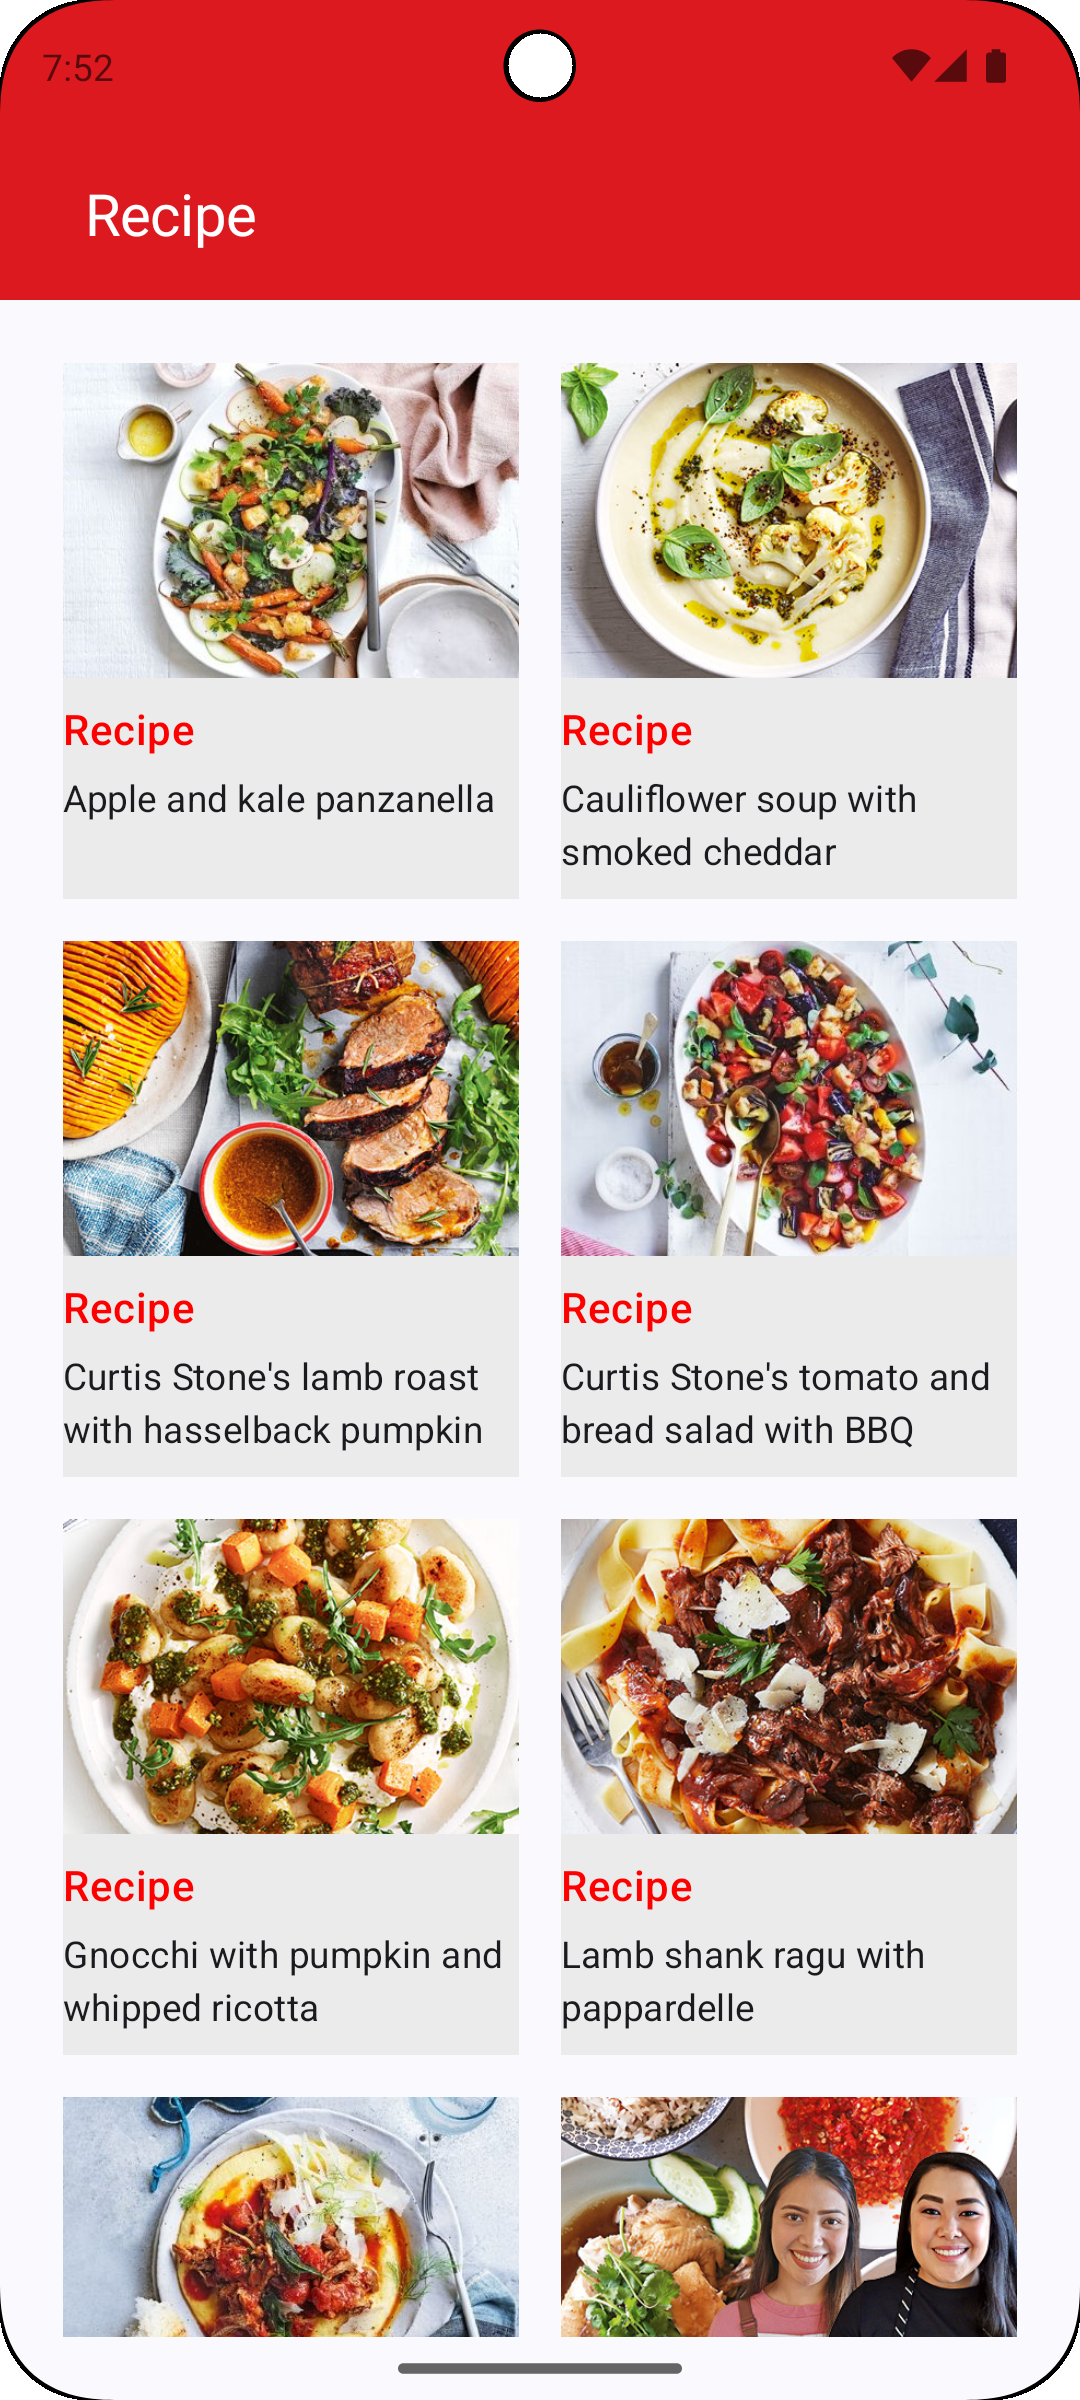 7:52
Recipe
Recipe
Apple and kale panzanella
Recipe
Cauliflower soup with
smoked cheddar
Recipe
Curtis Stone's lamb roast
with hasselback pumpkin
Recipe
Curtis Stone's tomato and
bread salad with BBQ
Recipe
Gnocchi with pumpkin and
whipped ricotta
Recipe
Lamb shank ragu with
pappardelle